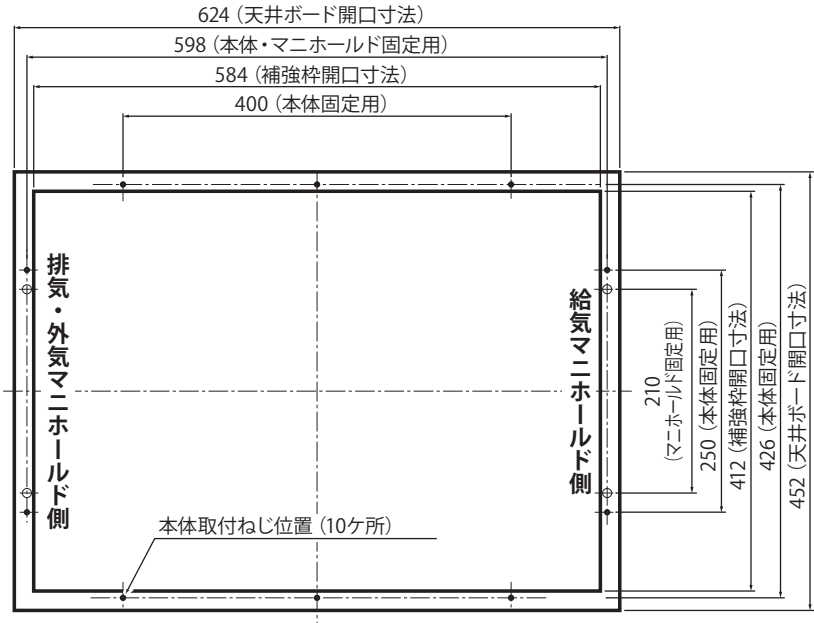 624（天井ボード開口寸法）
598（本体・マニホールド固定用）
584（補強枠開口寸法）
400（本体固定用）
排気・外気マニホールド側
給気マニホールド側
210
（マニホールド固定用）
250（本体固定用）
412（補強枠開口寸法）
426（本体固定用）
452（天井ボード開口寸法）
本体取付ねじ位置（10ケ所）